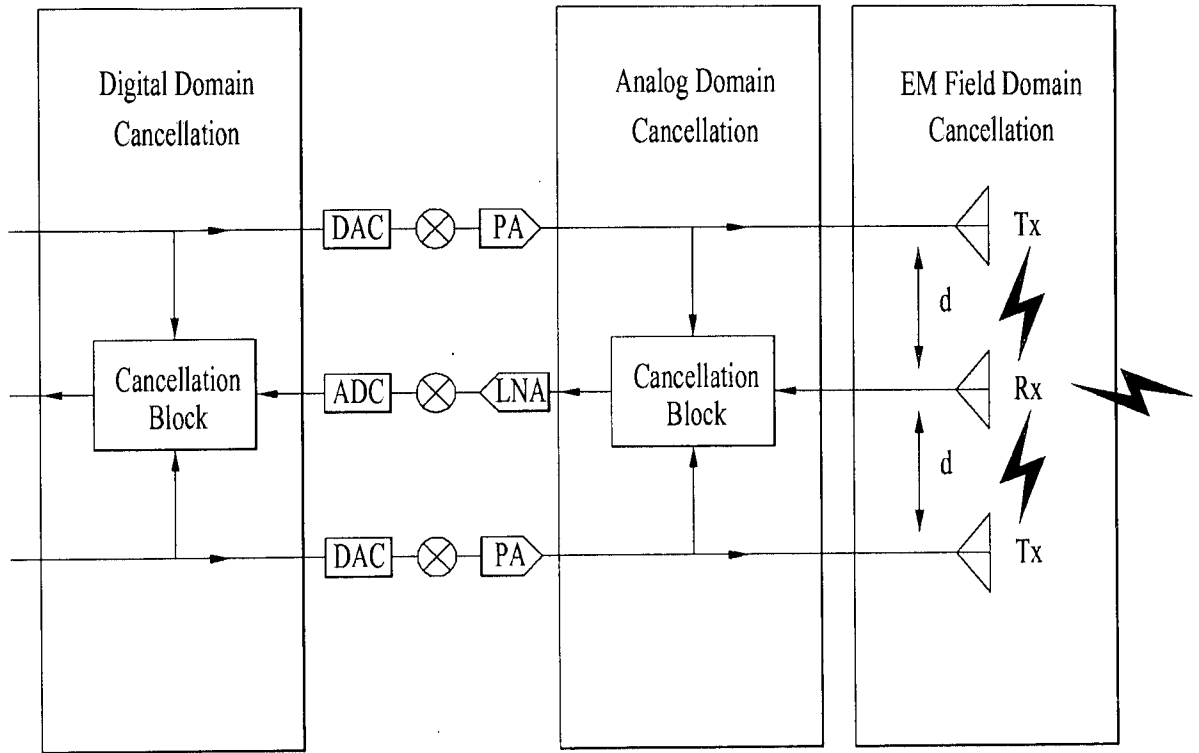 Digital Domain
Cancellation
Analog Domain
Cancellation
EM Field Domain
Cancellation
DAC
PA
Tx
d
Cancellation
Block
ADC
LNA
Cancellation
Block
Rx
d
DAC
PA
Tx